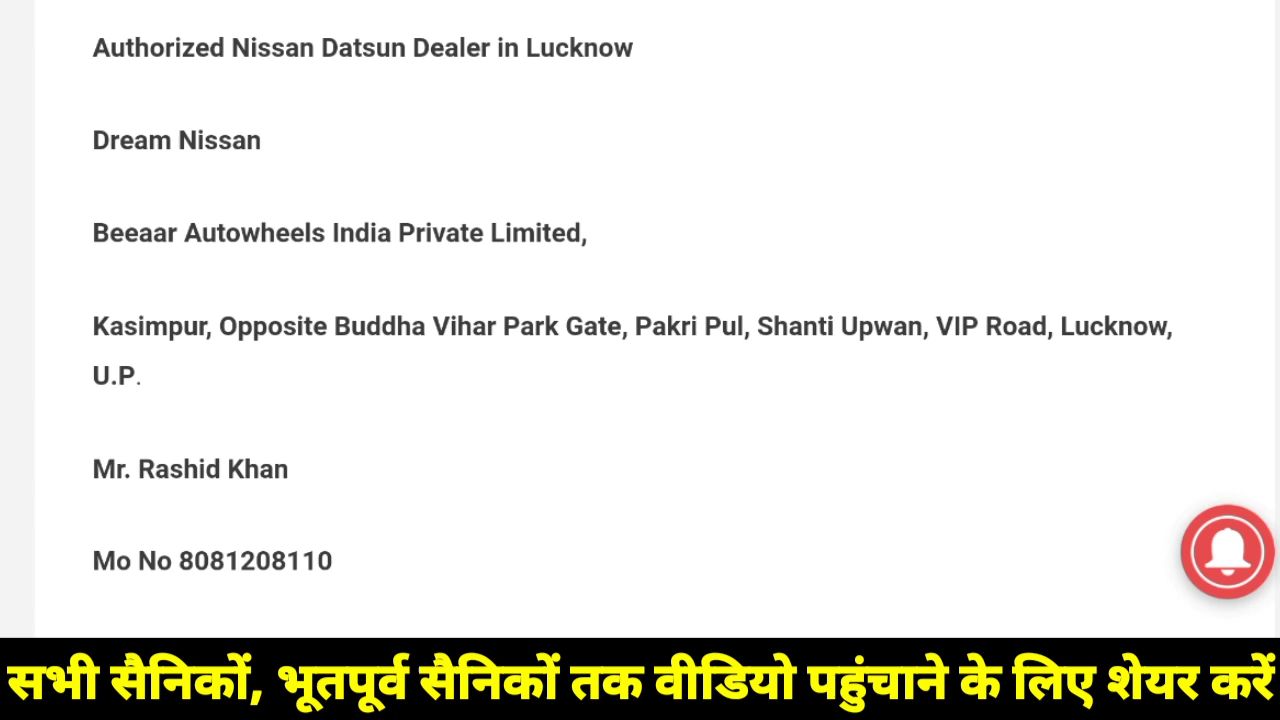 Authorized Nissan Datsun Dealer in Lucknow
Dream Nissan
Beeaar Autowheels India Private Limited,
Kasimpur, Opposite Buddha Vihar Park Gate, Pakri Pul, Shanti Upwan, VIP Road, Lucknow,
U.P.
Mr. Rashid Khan
Mo No 8081208110
सभी सैनिकों, भूतपूर्व सैनिकों तक वीडियो पहुंचाने के लिए शेयर करें